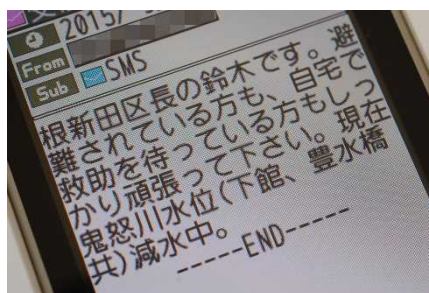 2015/
From
Sub SMS
根新田区長の鈴木です。避
難されている方も、自宅で
救助を待っている方もしっ
かり頑張って下さい。現在
鬼怒川水位(下館、豊水橋
共)減水中。
-----END-----